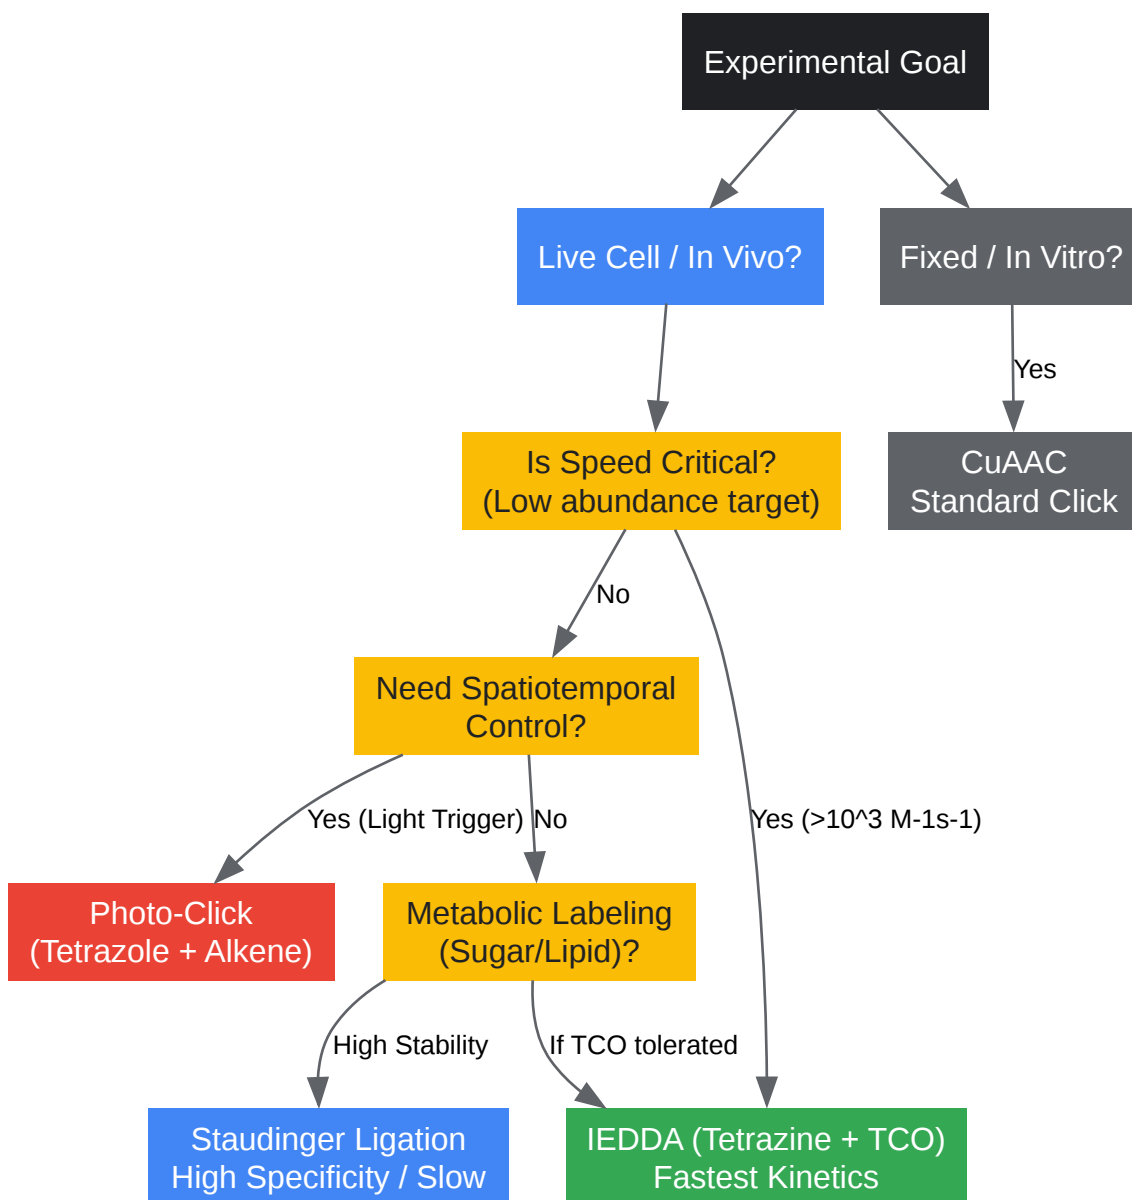 Experimental Goal
Live Cell / In Vivo?
Fixed / In Vitro?
Yes
Is Speed Critical?
(Low abundance target)
CuAAC
Standard Click
No
Need Spatiotemporal
Control?
Yes (Light Trigger)
No
Yes (>10^3 M-1s-1)
Photo-Click
(Tetrazole + Alkene)
Metabolic Labeling
(Sugar/Lipid)?
High Stability
If TCO tolerated
Staudinger Ligation
High Specificity / Slow
IEDDA (Tetrazine + TCO)
Fastest Kinetics